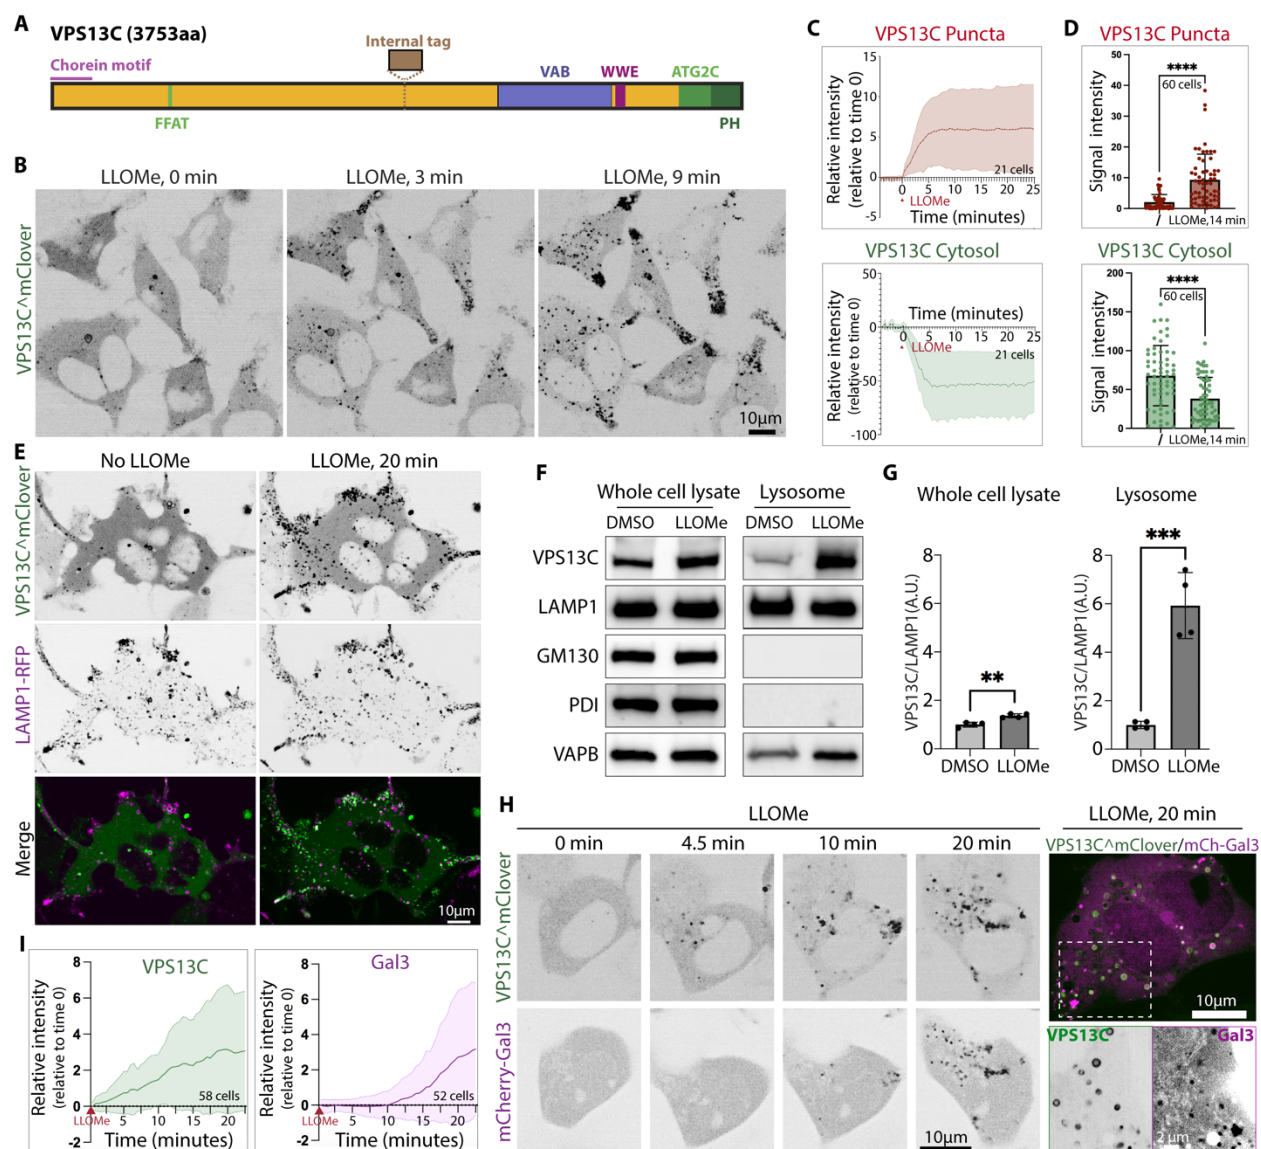 A
VPS13C (3753aa)
Internal tag
Chorein motif
VAB
WWE
ATG2C
FFAT
PH
B
LLOMe, 0 min
LLOMe, 3 min
LLOMe, 9 min
VPS13C^mClover
10µm
C
VPS13C Puncta
Relative intensity
(relative to time 0)
15
10
5
0
-5
0 5 10 15 20 25
21 cells
LLOMe
Time (minutes)
VPS13C Cytosol
Relative intensity
(relative to time 0)
50
0
-50
-100
Time (minutes)
0 5 10 15 20 25
LLOMe
21 cells
D
VPS13C Puncta
Signal intensity
50
40
30
20
10
0
****
60 cells
/ LLOMe,14 min
VPS13C Cytosol
Signal intensity
200
150
100
50
0
****
60 cells
/ LLOMe,14 min
E
No LLOMe
LLOMe, 20 min
VPS13C^mClover
LAMP1-RFP
Merge
10µm
F
Whole cell lysate
Lysosome
DMSO LLOMe DMSO LLOMe
VPS13C
LAMP1
GM130
PDI
VAPB
G
Whole cell lysate
VPS13C/LAMP1(A.U.)
8
6
4
2
0
**
DMSO LLOMe
Lysosome
VPS13C/LAMP1(A.U.)
8
6
4
2
0
***
DMSO LLOMe
H
LLOMe
0 min
4.5 min
10 min
20 min
VPS13C^mClover
mCherry-Gal3
10µm
LLOMe, 20 min
VPS13C^mClover/mCh-Gal3
10µm
VPS13C
Gal3
2 µm
I
VPS13C
Relative intensity
(relative to time 0)
8
6
4
2
0
-2
58 cells
LLOMe
5 10 15 20
Time (minutes)
Gal3
Relative intensity
(relative to time 0)
8
6
4
2
0
-2
52 cells
LLOMe
5 10 15 20
Time (minutes)